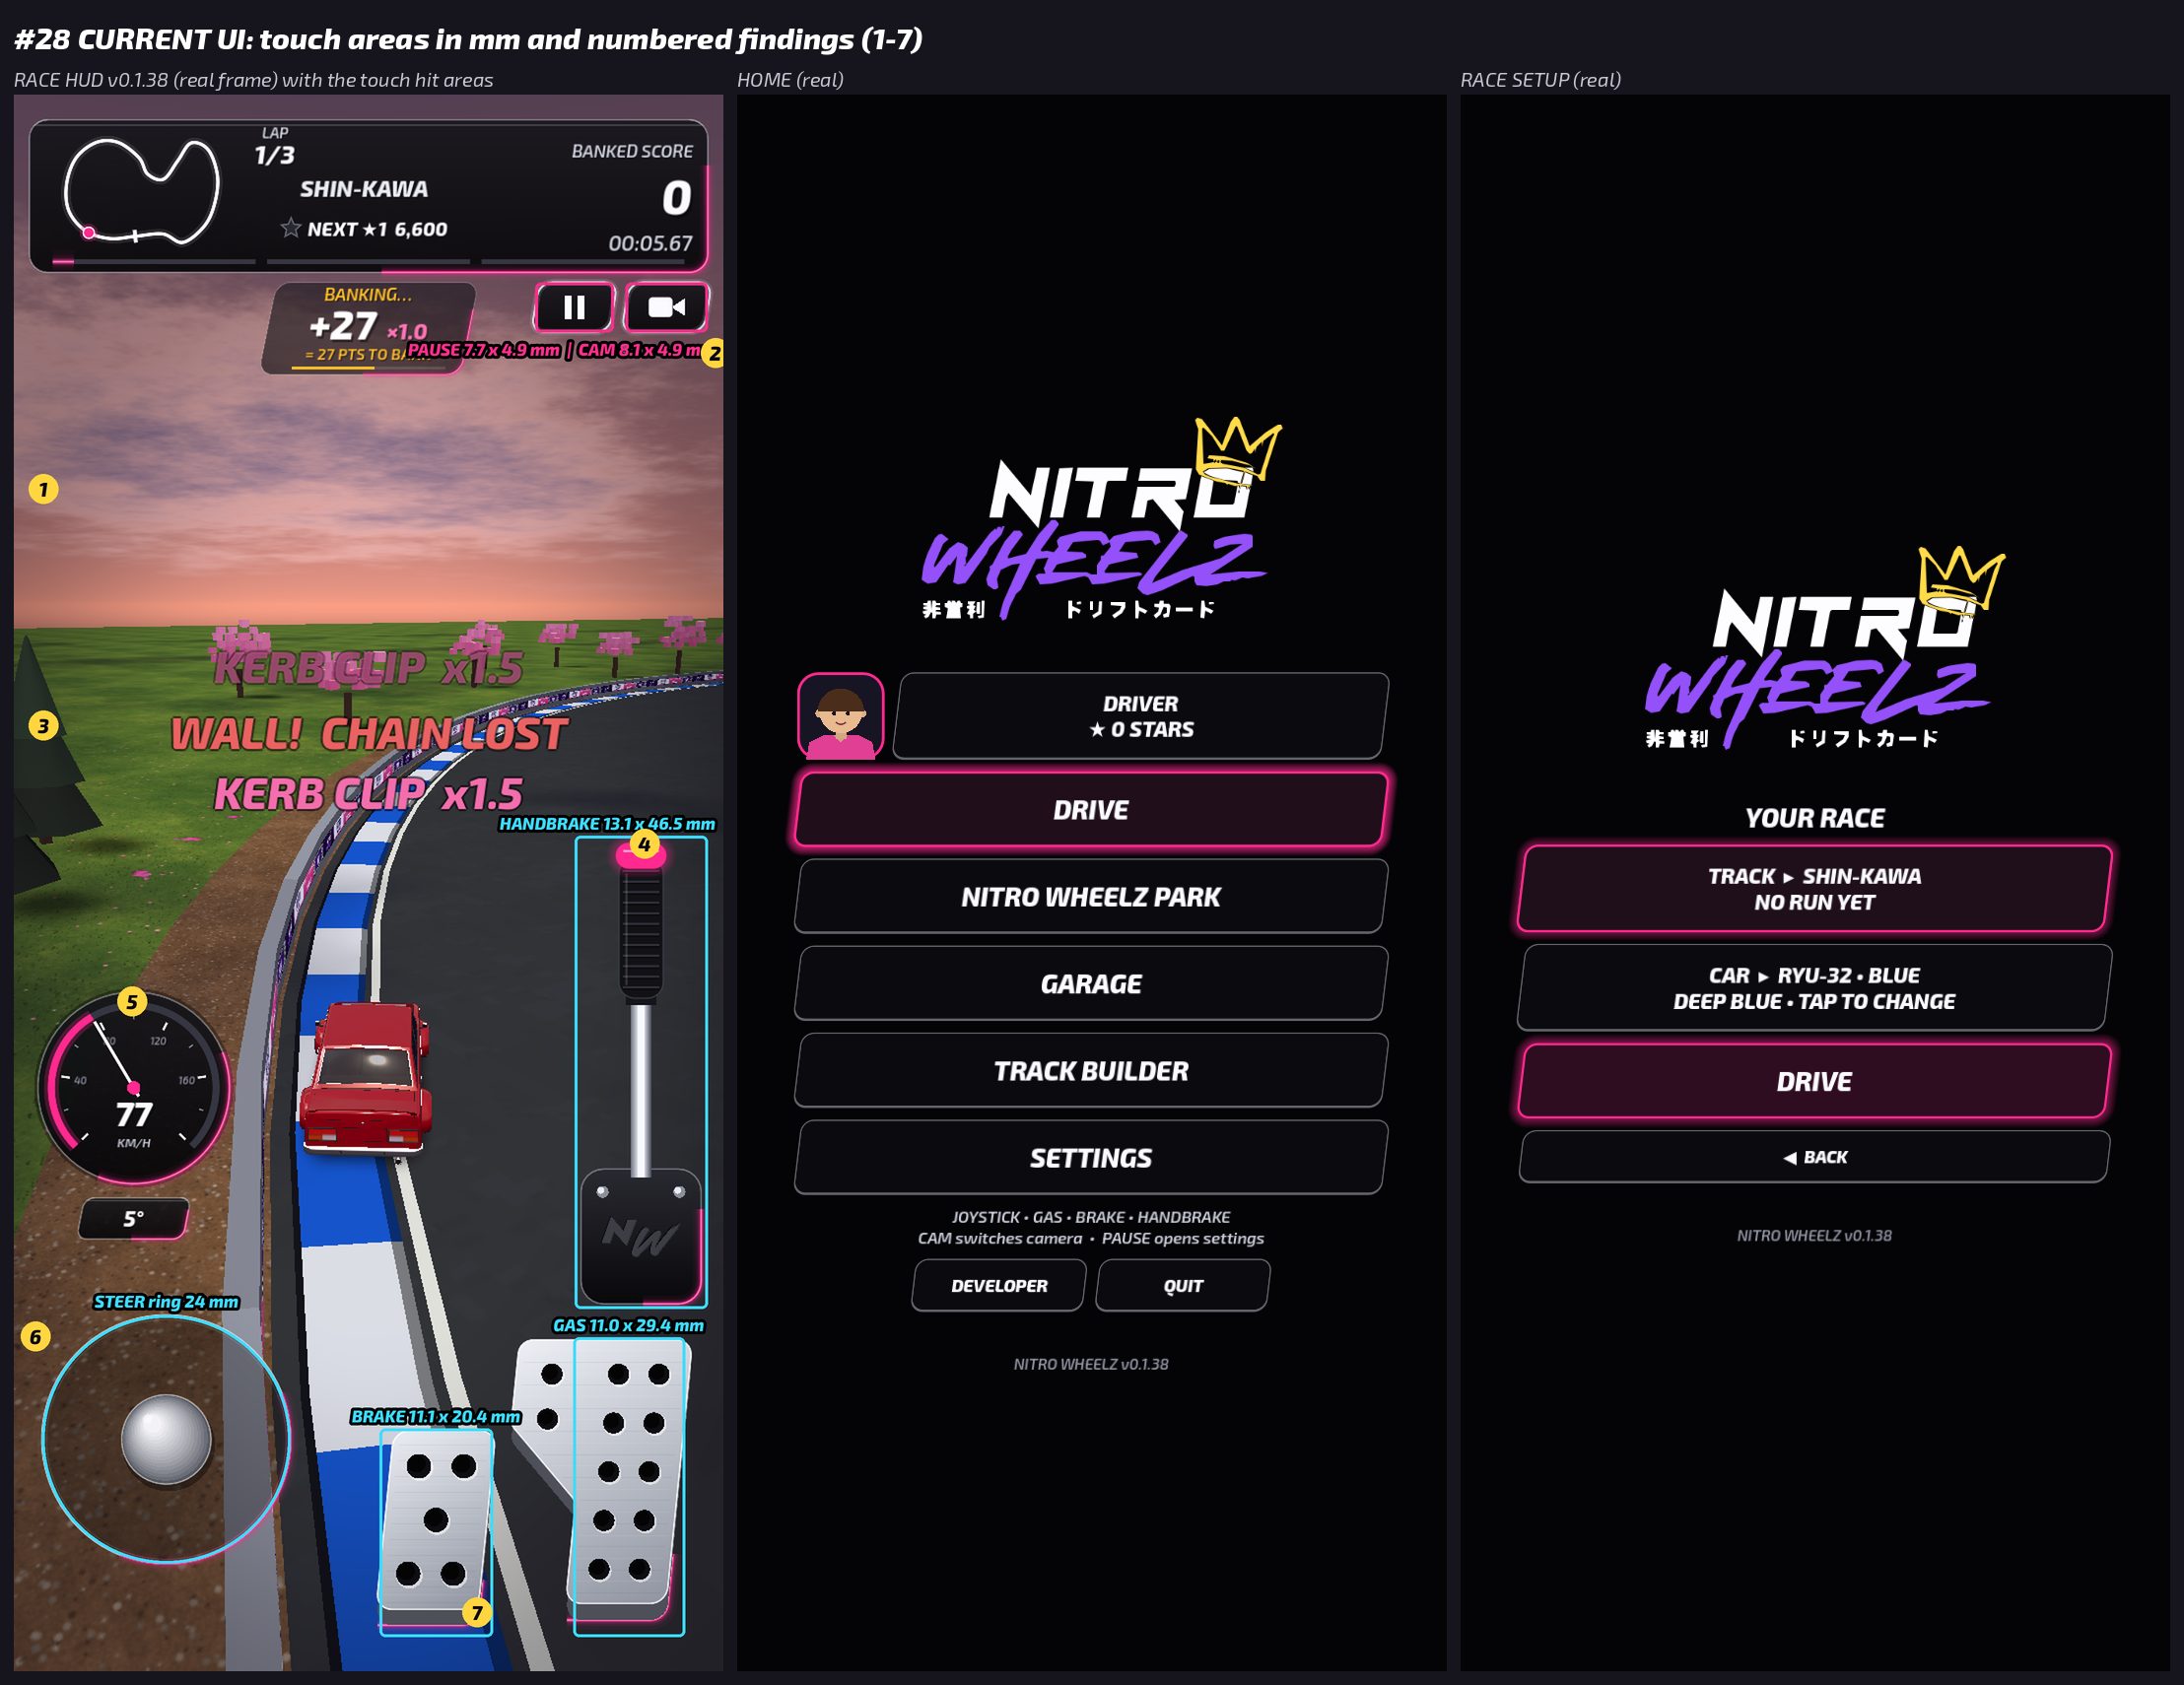 #28 CURRENT UI: touch areas in mm and numbered findings (1-7)
RACE HUD v0.1.38 (real frame) with the touch hit areas
LAP
1/3
BANKED SCORE
SHIN-KAWA
0
☆ NEXT ★1 6,600
00:05.67
BANKING...
+27 ×1.0
= 27 PTS TO
PAUSE 7.7 x 4.9 mm | CAM 8.1 x 4.9 m
2
1
KERB CLIP x1.5
3
WALL! CHAIN LOST
KERB CLIP x1.5
HANDBRAKE 13.1 x 46.5 mm
4
5
120
40
160
77
KM/H
5°
NW
STEER ring 24 mm
6
GAS 11.0 x 29.4 mm
BRAKE 11.1 x 20.4 mm
7
HOME (real)
NITRO
WHEELZ
非営利 ドリフトカード
DRIVER
★ 0 STARS
DRIVE
NITRO WHEELZ PARK
GARAGE
TRACK BUILDER
SETTINGS
JOYSTICK • GAS • BRAKE • HANDBRAKE
CAM switches camera • PAUSE opens settings
DEVELOPER
QUIT
NITRO WHEELZ v0.1.38
RACE SETUP (real)
NITRO
WHEELZ
非営利 ドリフトカード
YOUR RACE
TRACK ▸ SHIN-KAWA
NO RUN YET
CAR ▸ RYU-32 • BLUE
DEEP BLUE • TAP TO CHANGE
DRIVE
◀ BACK
NITRO WHEELZ v0.1.38